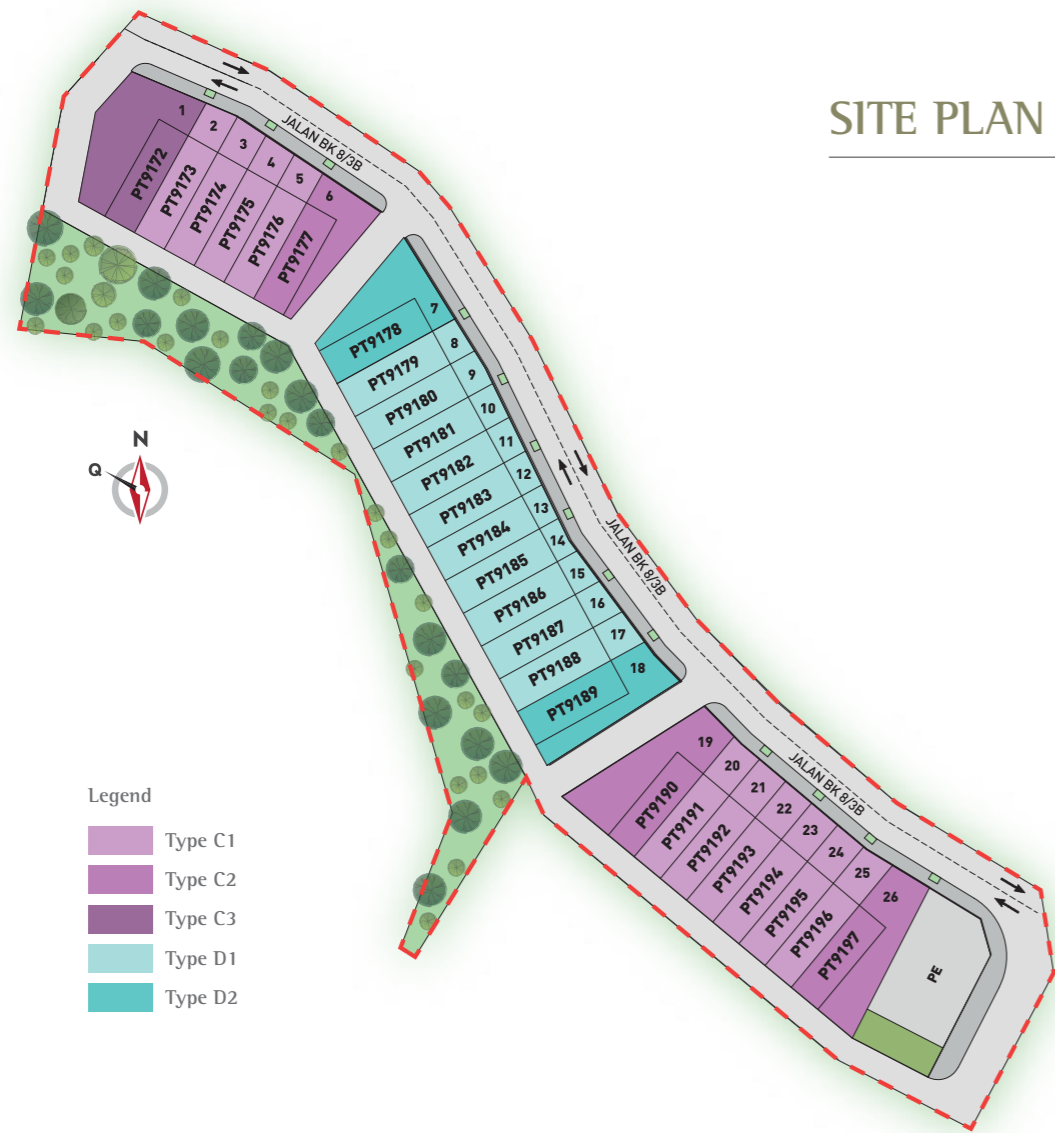 SITE PLAN
JALAN BK 8/3B
1
2
3
4
5
6
PT9172
PT9173
PT9174
PT9175
PT9176
PT9177
7
8
9
10
11
12
13
14
15
16
17
18
PT9178
PT9179
PT9180
PT9181
PT9182
PT9183
PT9184
PT9185
PT9186
PT9187
PT9188
PT9189
JALAN BK 8/3B
N
Q
19
20
21
22
23
24
25
26
PT9190
PT9191
PT9192
PT9193
PT9194
PT9195
PT9196
PT9197
JALAN BK 8/3B
PE
Legend
Type C1
Type C2
Type C3
Type D1
Type D2